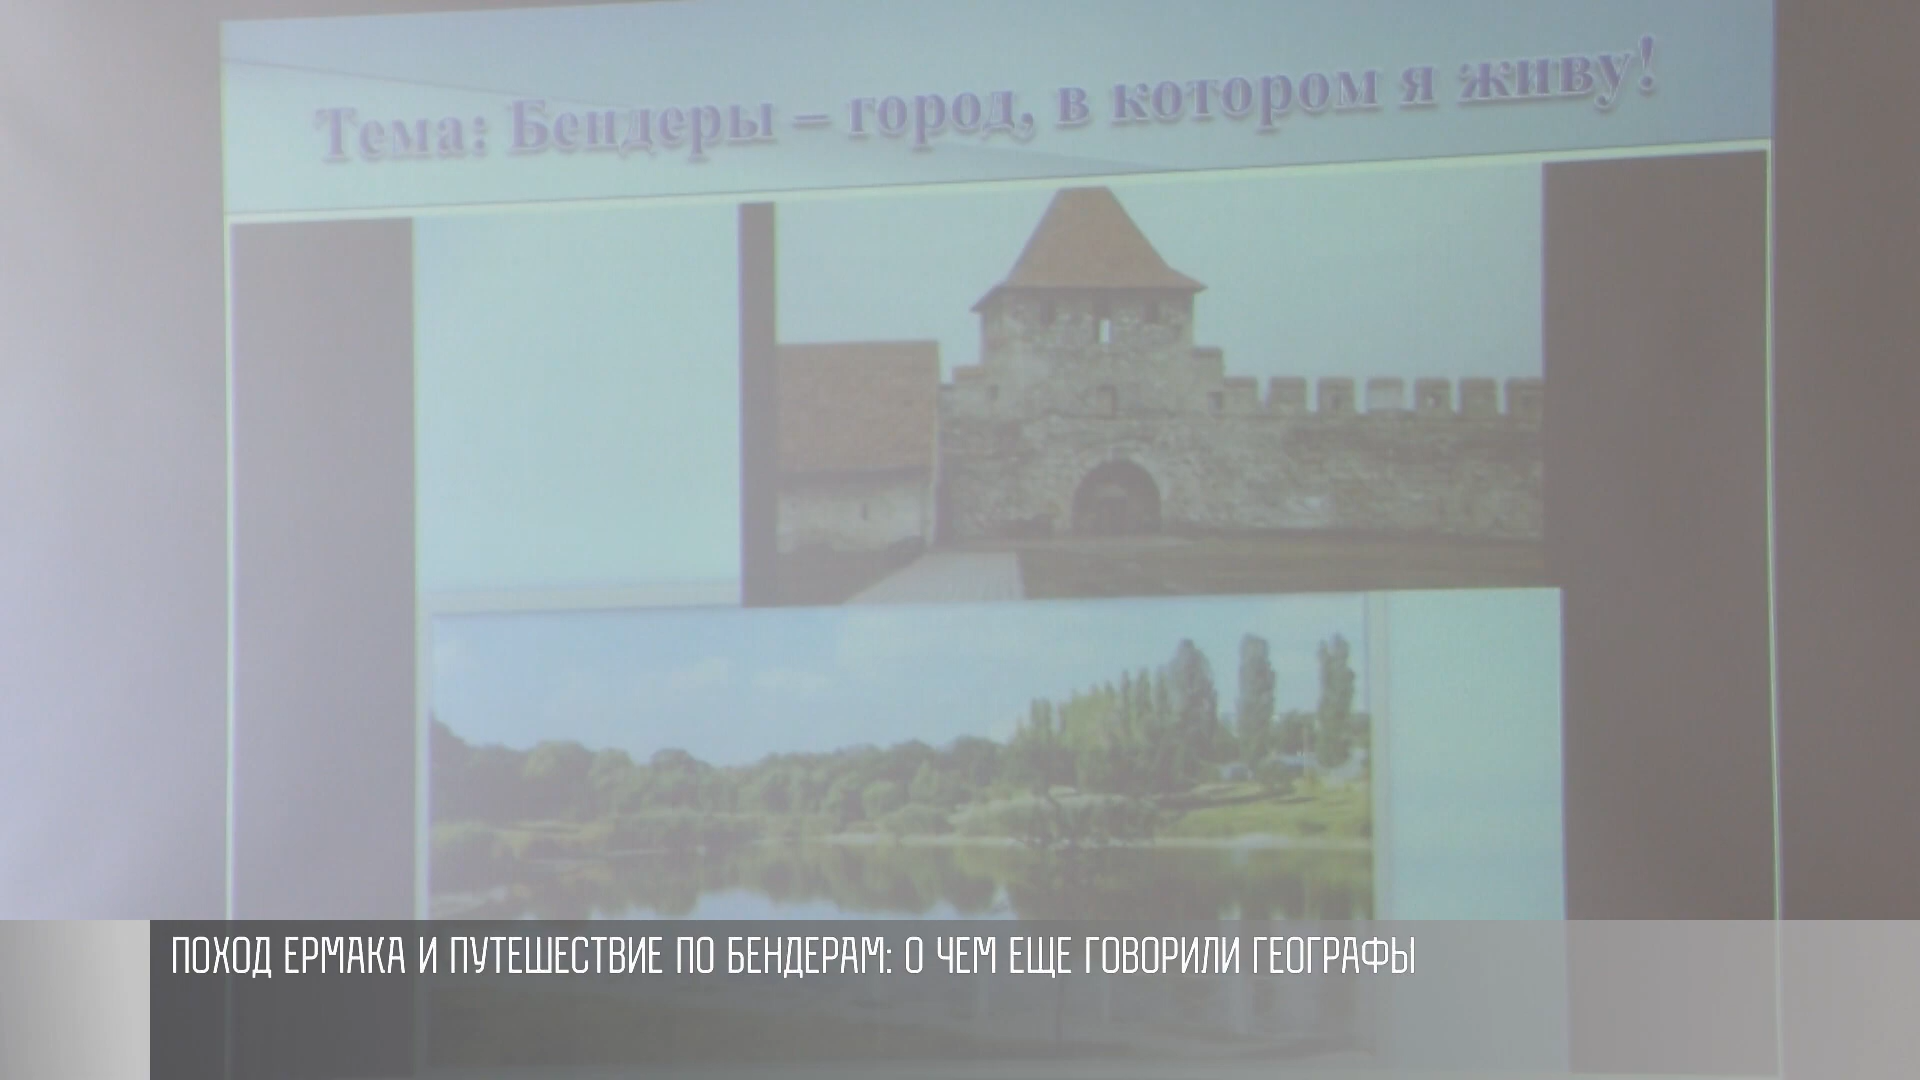 Тема: Бендеры – город, в котором я живу!
ПОХОД ЕРМАКА И ПУТЕШЕСТВИЕ ПО БЕНДЕРАМ: О ЧЕМ ЕЩЕ ГОВОРИЛИ ГЕОГРАФЫ